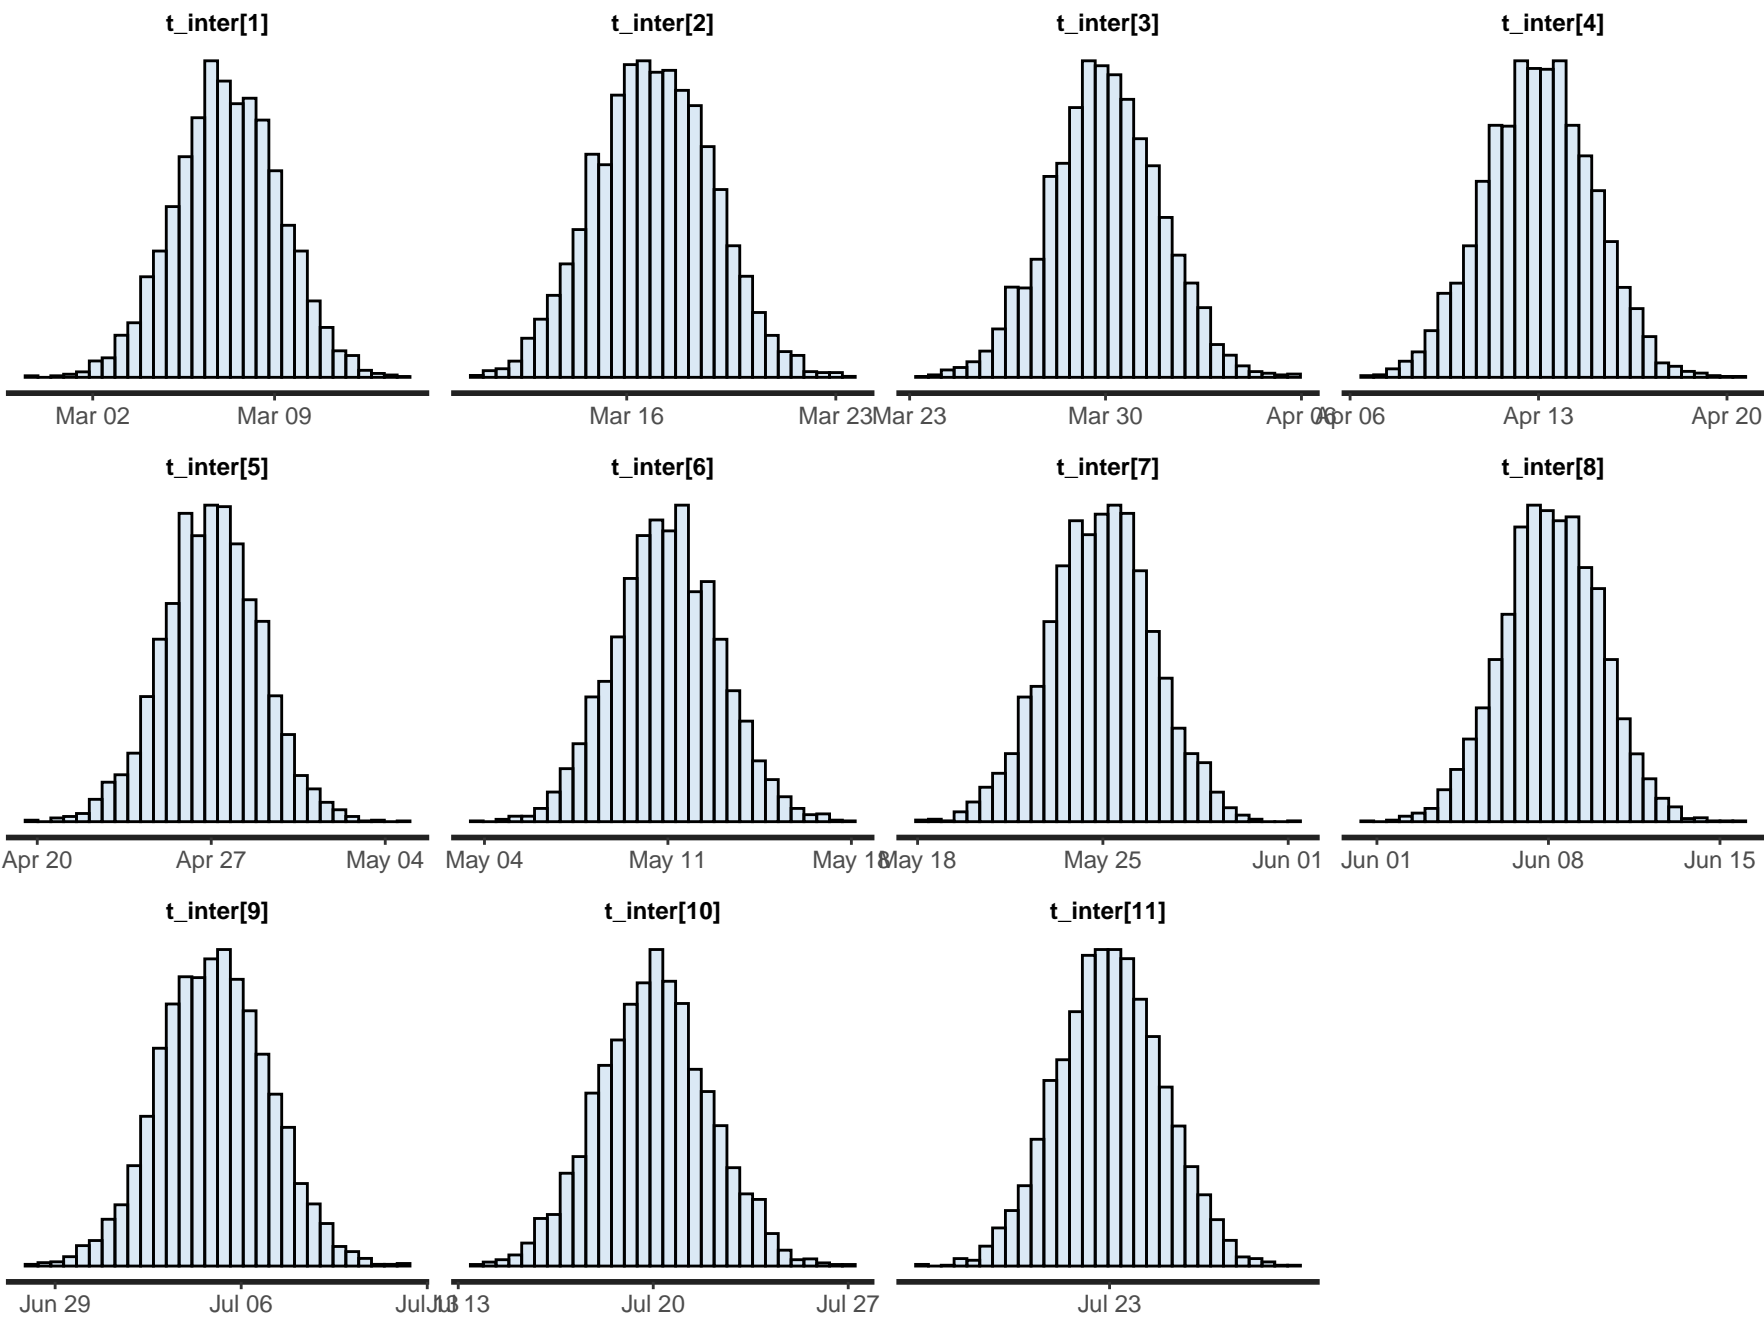 t_inter[1] t_inter[2] t_inter[3] t_inter[4]
Mar 02 Mar 09 Mar 16 Mar 23 Mar 23 Mar 30 Apr 06 Apr 06 Apr 13 Apr 20
t_inter[5] t_inter[6] t_inter[7] t_inter[8]
Apr 20 Apr 27 May 04 May 04 May 11 May 18 May 18 May 25 Jun 01 Jun 01 Jun 08 Jun 15
t_inter[9] t_inter[10] t_inter[11]
Jun 29 Jul 06 Jul 13 Jul 13 Jul 20 Jul 27 Jul 23